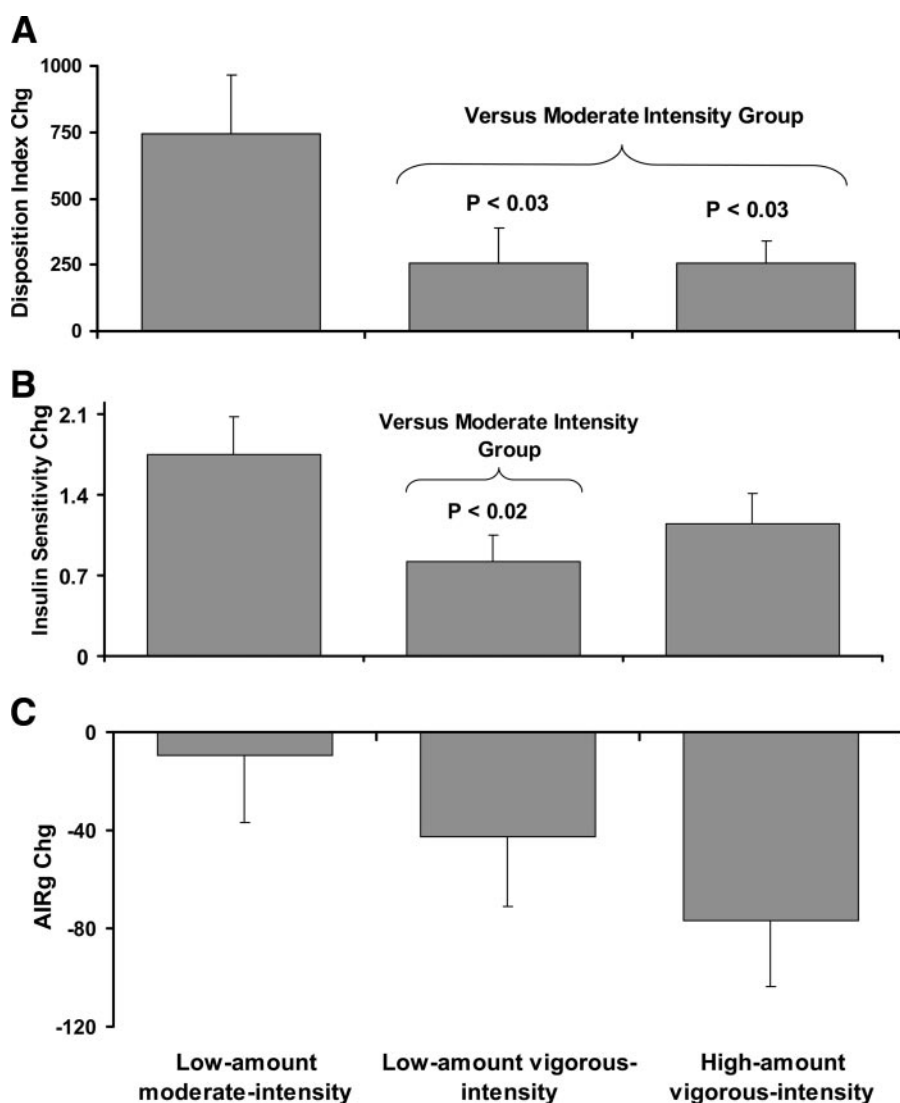 A
Disposition Index Chg
1000
750
500
250
0
Versus Moderate Intensity Group
P < 0.03
P < 0.03
B
Insulin Sensitivity Chg
2.1
1.4
0.7
0
Versus Moderate Intensity
Group
P < 0.02
C
AIRg Chg
0
-40
-80
-120
Low-amount
moderate-intensity
Low-amount vigorous-
intensity
High-amount
vigorous-intensity